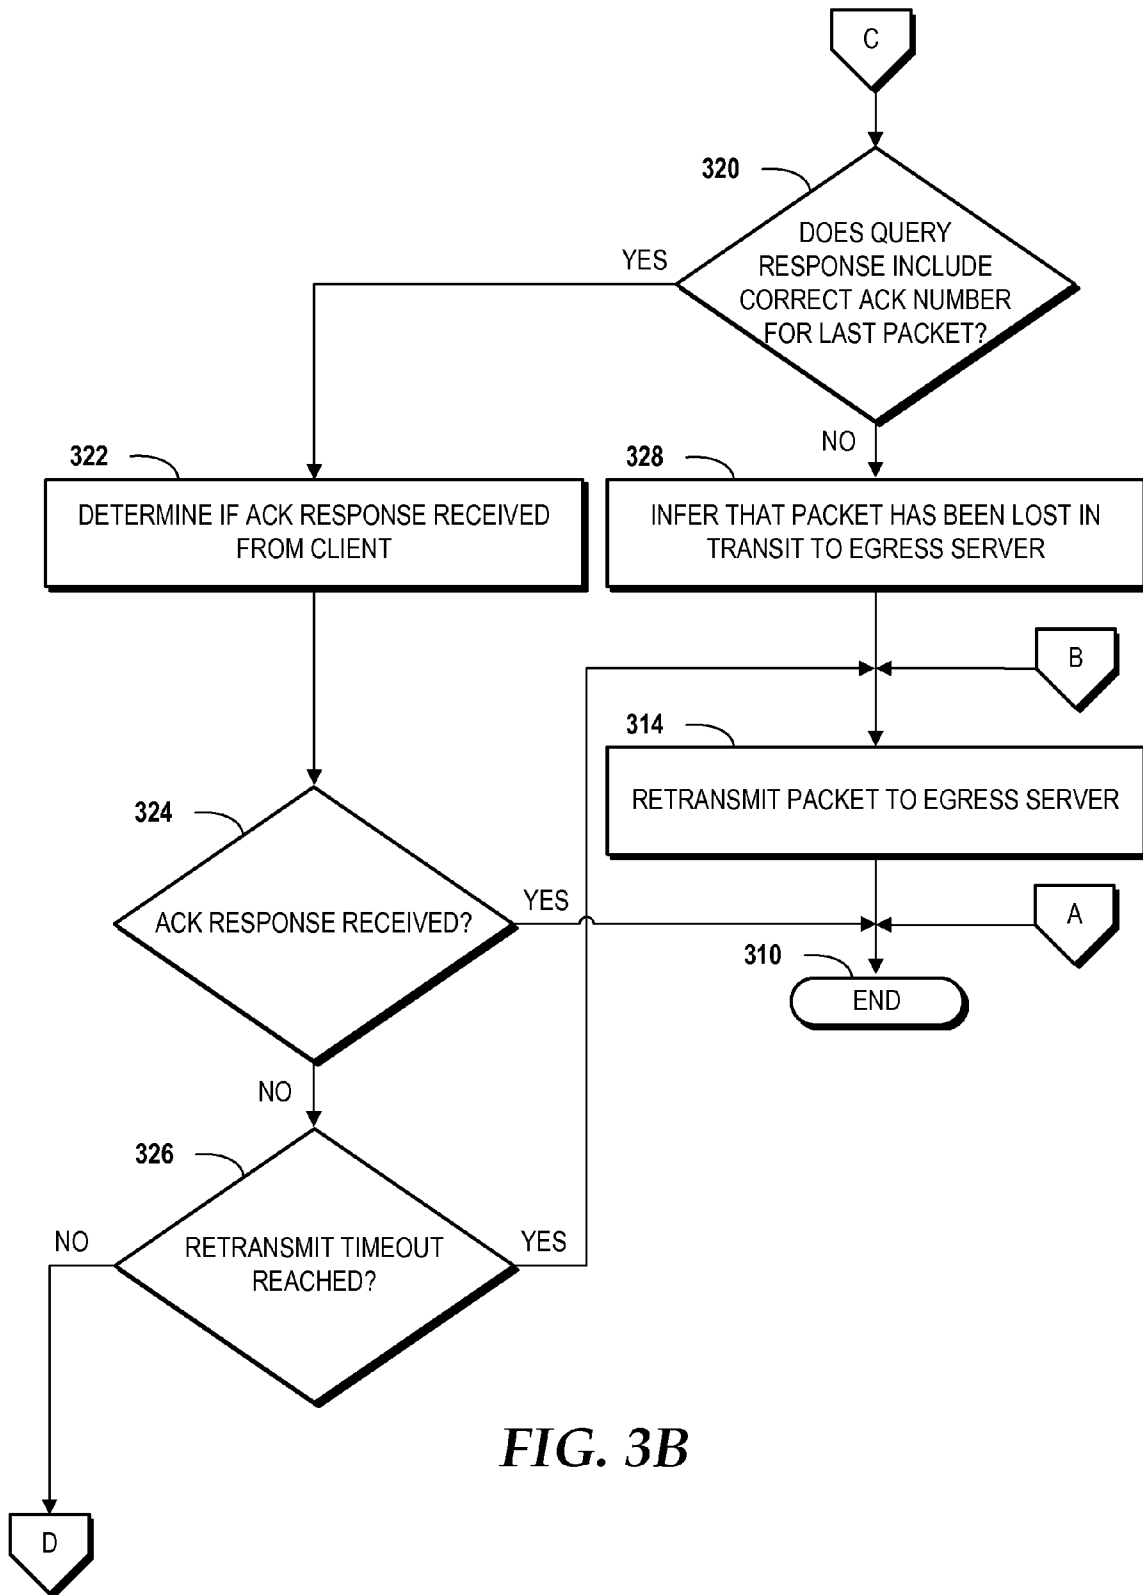 C
320
DOES QUERY
RESPONSE INCLUDE
CORRECT ACK NUMBER
FOR LAST PACKET?
YES
NO
322
DETERMINE IF ACK RESPONSE RECEIVED
FROM CLIENT
328
INFER THAT PACKET HAS BEEN LOST IN
TRANSIT TO EGRESS SERVER
B
314
RETRANSMIT PACKET TO EGRESS SERVER
324
ACK RESPONSE RECEIVED?
YES
A
310
END
NO
326
RETRANSMIT TIMEOUT
REACHED?
NO
YES
FIG. 3B
D